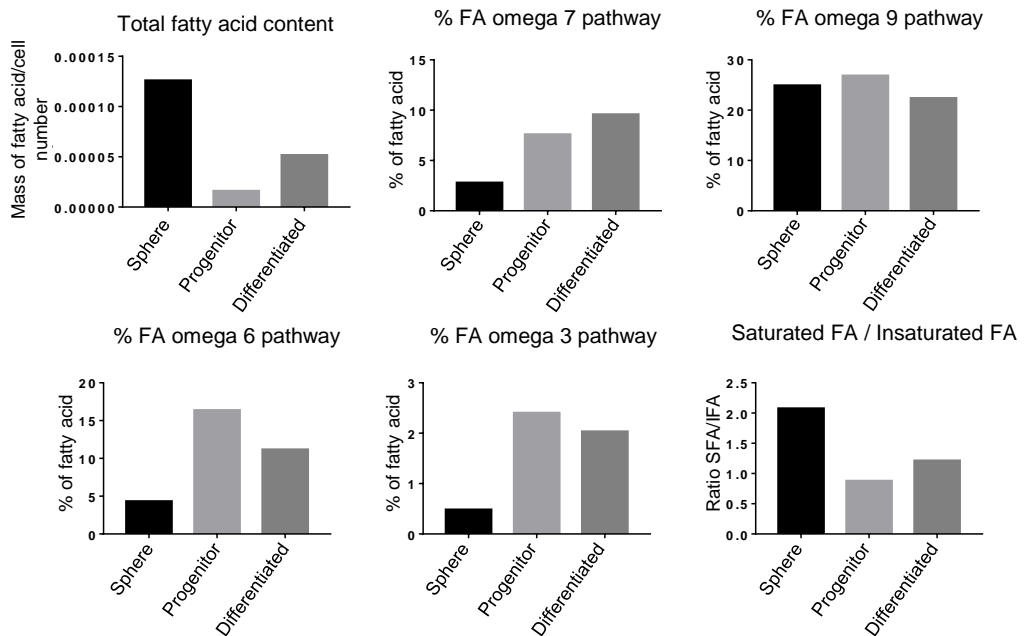 Total fatty acid content
Mass of fatty acid/cell
number
0.00015
0.00010
0.00005
0.00000
Sphere
Progenitor
Differentiated
% FA omega 7 pathway
% of fatty acid
15
10
5
0
Sphere
Progenitor
Differentiated
% FA omega 9 pathway
% of fatty acid
30
20
10
0
Sphere
Progenitor
Differentiated
% FA omega 6 pathway
% of fatty acid
20
15
10
5
0
Sphere
Progenitor
Differentiated
% FA omega 3 pathway
% of fatty acid
3
2
1
0
Sphere
Progenitor
Differentiated
Saturated FA / Insaturated FA
Ratio SFA/IFA
2.5
2.0
1.5
1.0
0.5
0.0
Sphere
Progenitor
Differentiated